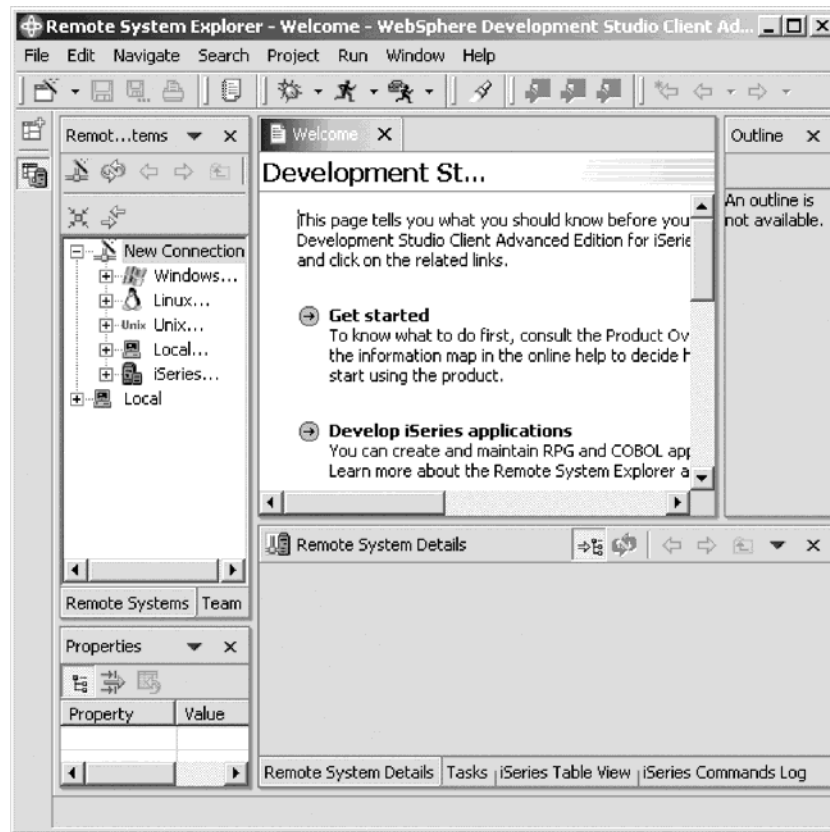 Remote System Explorer - Welcome - WebSphere Development Studio Client Ad...
File Edit Navigate Search Project Run Window Help
Remot...tems
Welcome
Outline
Development St...
An outline is
not available.
This page tells you what you should know before you
Development Studio Client Advanced Edition for iSerie
and click on the related links.
New Connection
Windows...
Linux...
Unix Unix...
Local...
iSeries...
Local
Get started
To know what to do first, consult the Product Ov
the information map in the online help to decide h
start using the product.
Develop iSeries applications
You can create and maintain RPG and COBOL app
Learn more about the Remote System Explorer a
Remote Systems Team
Remote System Details
Properties
Property Value
Remote System Details Tasks iSeries Table View iSeries Commands Log